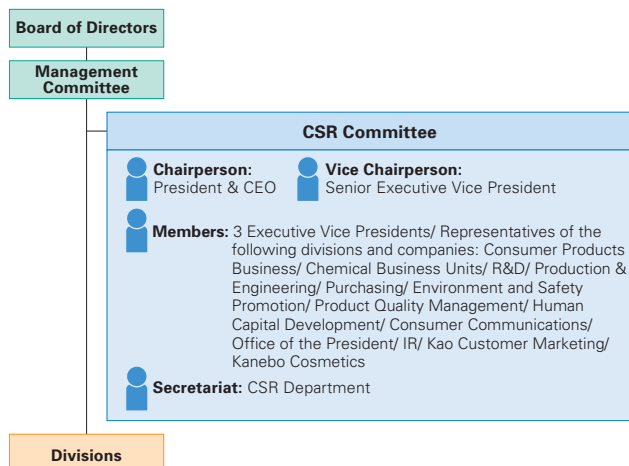 Board of Directors
Management
Committee
CSR Committee
Chairperson:
President & CEO
Vice Chairperson:
Senior Executive Vice President
Members: 3 Executive Vice Presidents/ Representatives of the
following divisions and companies: Consumer Products
Business/ Chemical Business Units/ R&D/ Production &
Engineering/ Purchasing/ Environment and Safety
Promotion/ Product Quality Management/ Human
Capital Development/ Consumer Communications/
Office of the President/ IR/ Kao Customer Marketing/
Kanebo Cosmetics
Secretariat: CSR Department
Divisions